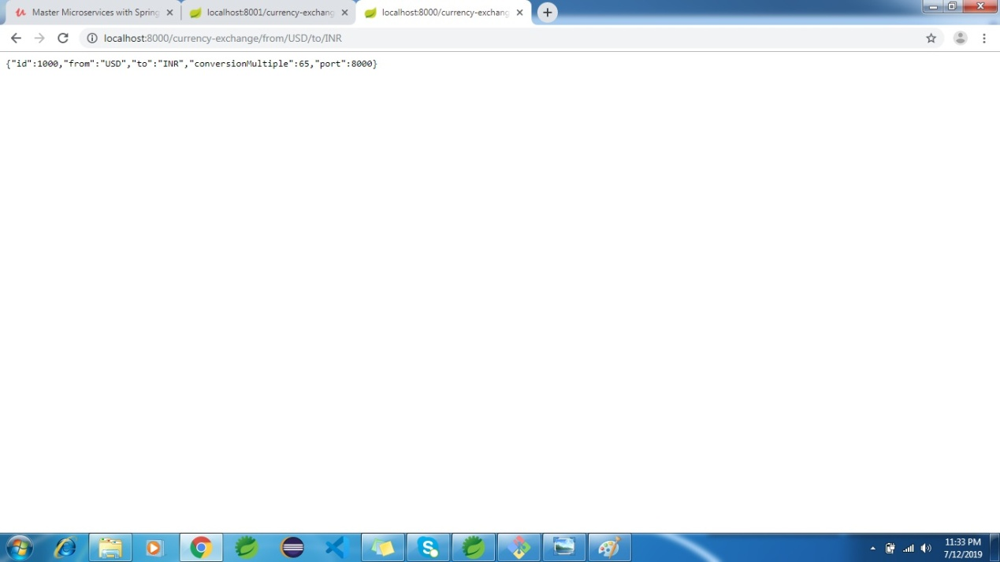 Master Microservices with Spring
localhost:8001/currency-exchang
localhost:8000/currency-exchang
localhost:8000/currency-exchange/from/USD/to/INR
{"id":1000,"from":"USD","to":"INR","conversionMultiple":65,"port":8000}
11:33 PM
7/12/2019